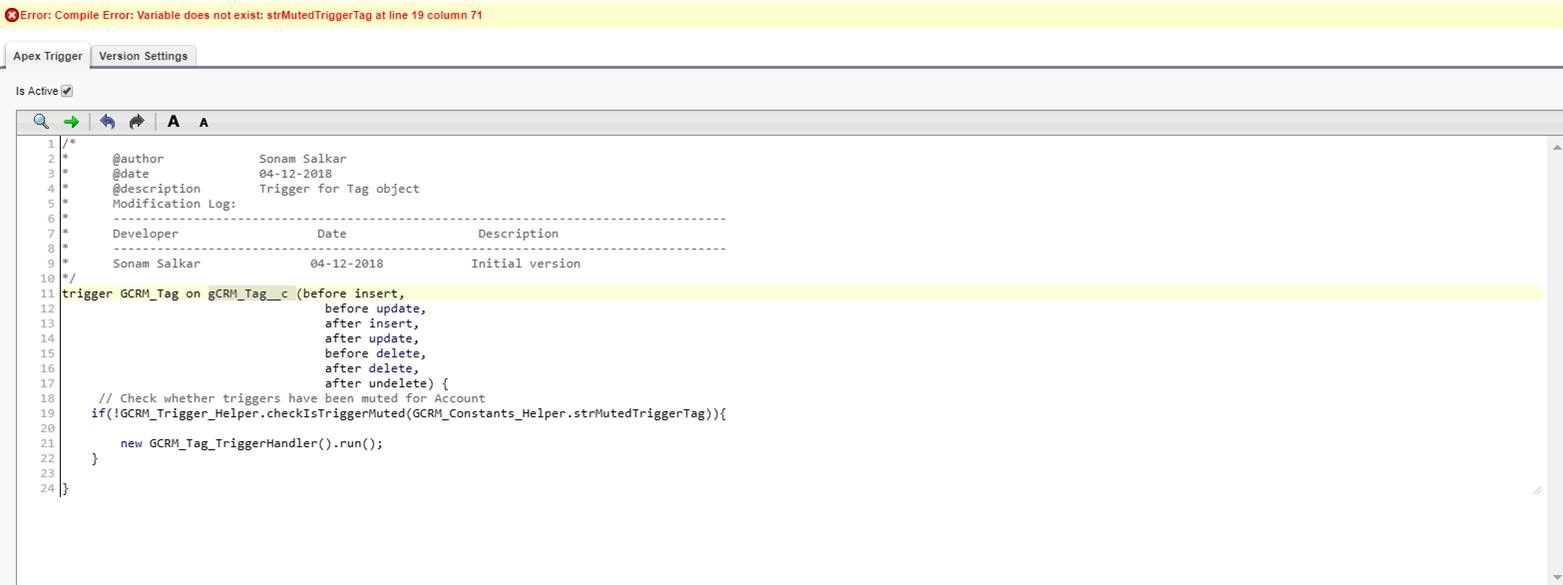 Error: Compile Error: Variable does not exist: strMutedTriggerTag at line 19 column 71
Apex Trigger Version Settings
Is Active
A A
1 /*
2 * @author Sonam Salkar
3 * @date 04-12-2018
4 * @description Trigger for Tag object
5 * Modification Log:
6 * ------------------------------------------------------------------------------------
7 * Developer Date Description
8 * ------------------------------------------------------------------------------------
9 * Sonam Salkar 04-12-2018 Initial version
10 */
11 trigger GCRM_Tag on gCRM_Tag__c (before insert,
12 before update,
13 after insert,
14 after update,
15 before delete,
16 after delete,
17 after undelete) {
18 // Check whether triggers have been muted for Account
19 if(!GCRM_Trigger_Helper.checkIsTriggerMuted(GCRM_Constants_Helper.strMutedTriggerTag)){
20
21 new GCRM_Tag_TriggerHandler().run();
22 }
23
24 }